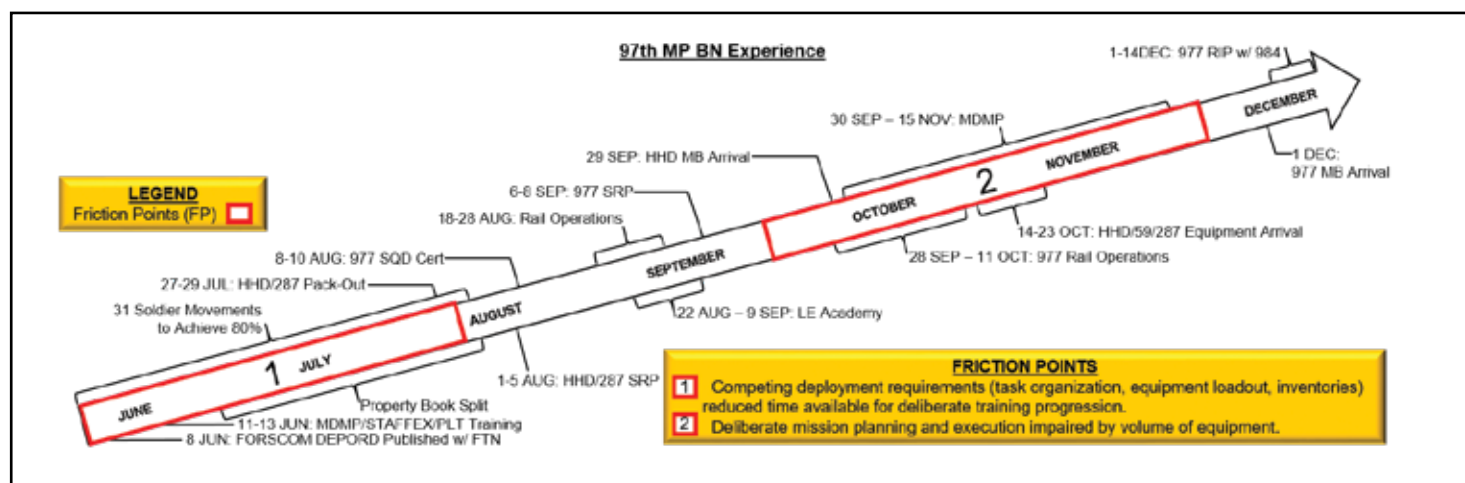 97th MP BN Experience
1-14DEC: 977 RIP w/ 984
DECEMBER
1 DEC:
977 MB Arrival
30 SEP – 15 NOV: MDMP
NOVEMBER
29 SEP: HHD MB Arrival
2
OCTOBER
14-23 OCT: HHD/59/287 Equipment Arrival
28 SEP – 11 OCT: 977 Rail Operations
6-8 SEP: 977 SRP
18-28 AUG: Rail Operations
SEPTEMBER
22 AUG – 9 SEP: LE Academy
8-10 AUG: 977 SQD Cert
27-29 JUL: HHD/287 Pack-Out
31 Soldier Movements
to Achieve 80%
AUGUST
1-5 AUG: HHD/287 SRP
1
JULY
JUNE
Property Book Split
11-13 JUN: MDMP/STAFFEX/PLT Training
8 JUN: FORSCOM DEPORD Published w/ FTN
LEGEND
Friction Points (FP)
FRICTION POINTS
1 Competing deployment requirements (task organization, equipment loadout, inventories)
reduced time available for deliberate training progression.
2 Deliberate mission planning and execution impaired by volume of equipment.